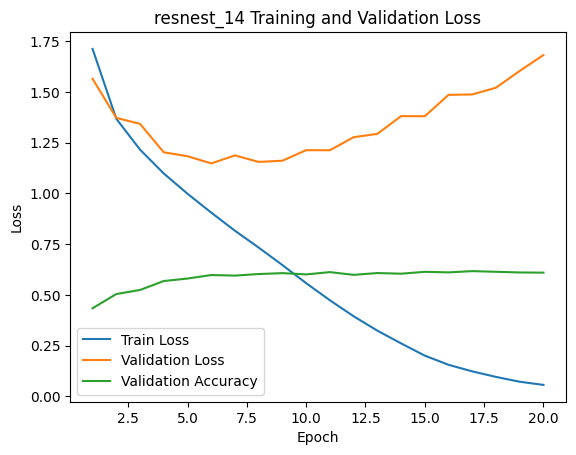 resnest_14 Training and Validation Loss
1.75
1.50
1.25
1.00
0.75
0.50
0.25
0.00
Loss
Train Loss
Validation Loss
Validation Accuracy
2.5 5.0 7.5 10.0 12.5 15.0 17.5 20.0
Epoch